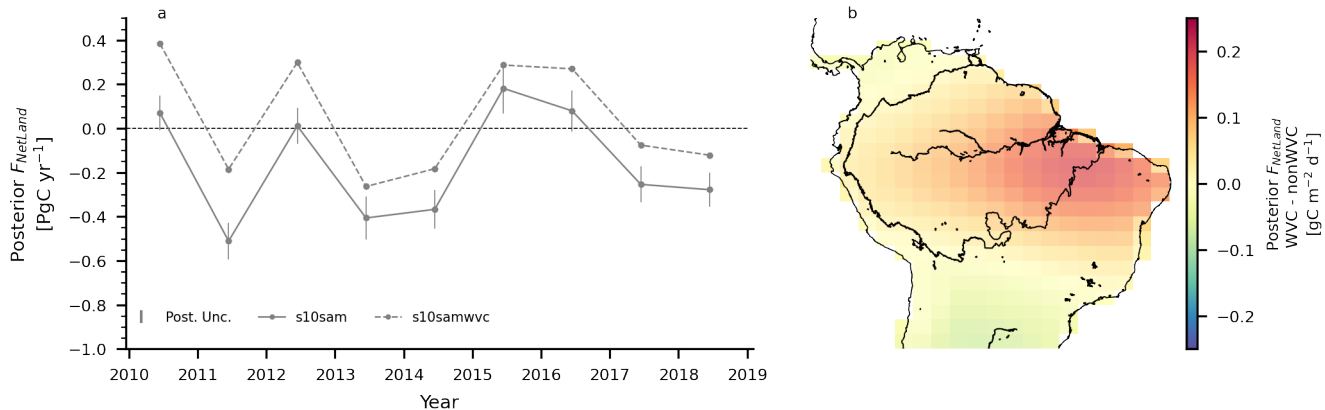 a
0.4
0.2
0.0
−0.2
−0.4
−0.6
−0.8
−1.0
Posterior F_NetLand
[PgC yr⁻¹]
Post. Unc.
s10sam
s10samwvc
2010
2011
2012
2013
2014
2015
2016
2017
2018
2019
Year
b
0.2
0.1
0.0
−0.1
−0.2
Posterior F_NetLand
WVC - nonWVC
[gC m⁻² d⁻¹]